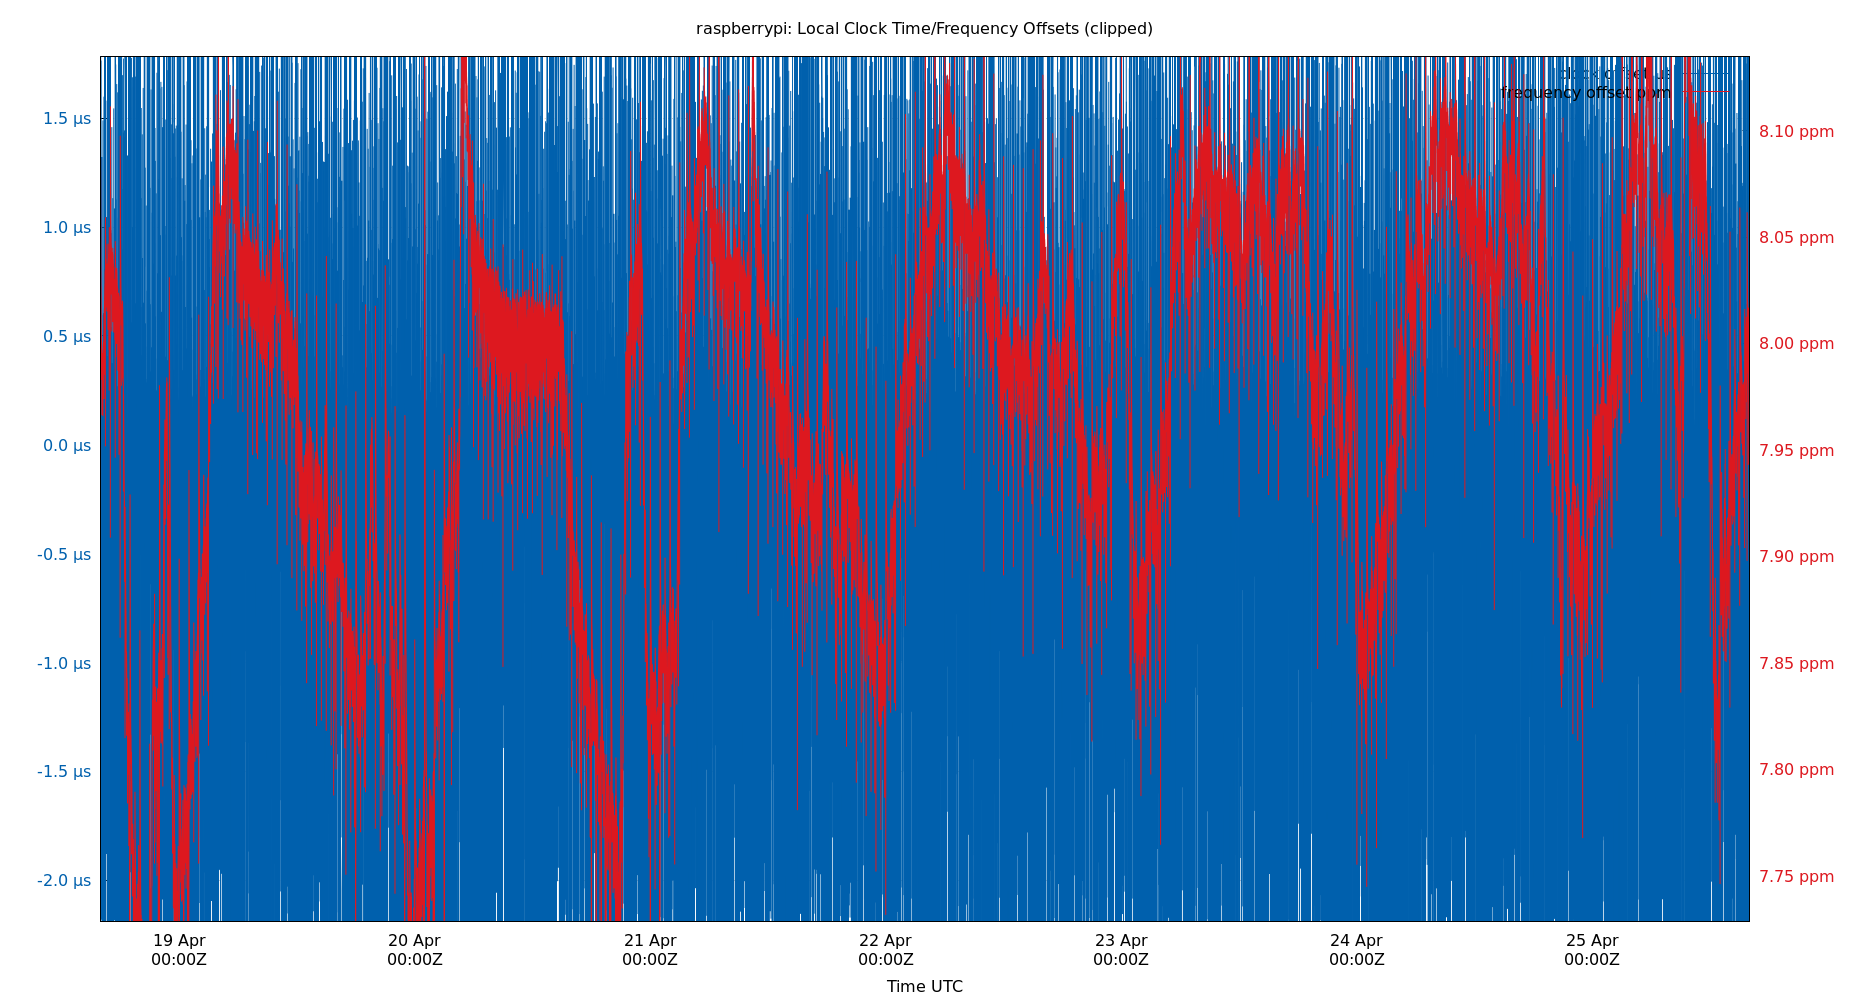 raspberrypi: Local Clock Time/Frequency Offsets (clipped)
clock offset µs
frequency offset ppm
1.5 µs
1.0 µs
0.5 µs
0.0 µs
-0.5 µs
-1.0 µs
-1.5 µs
-2.0 µs
8.10 ppm
8.05 ppm
8.00 ppm
7.95 ppm
7.90 ppm
7.85 ppm
7.80 ppm
7.75 ppm
19 Apr
00:00Z
20 Apr
00:00Z
21 Apr
00:00Z
22 Apr
00:00Z
23 Apr
00:00Z
24 Apr
00:00Z
25 Apr
00:00Z
Time UTC